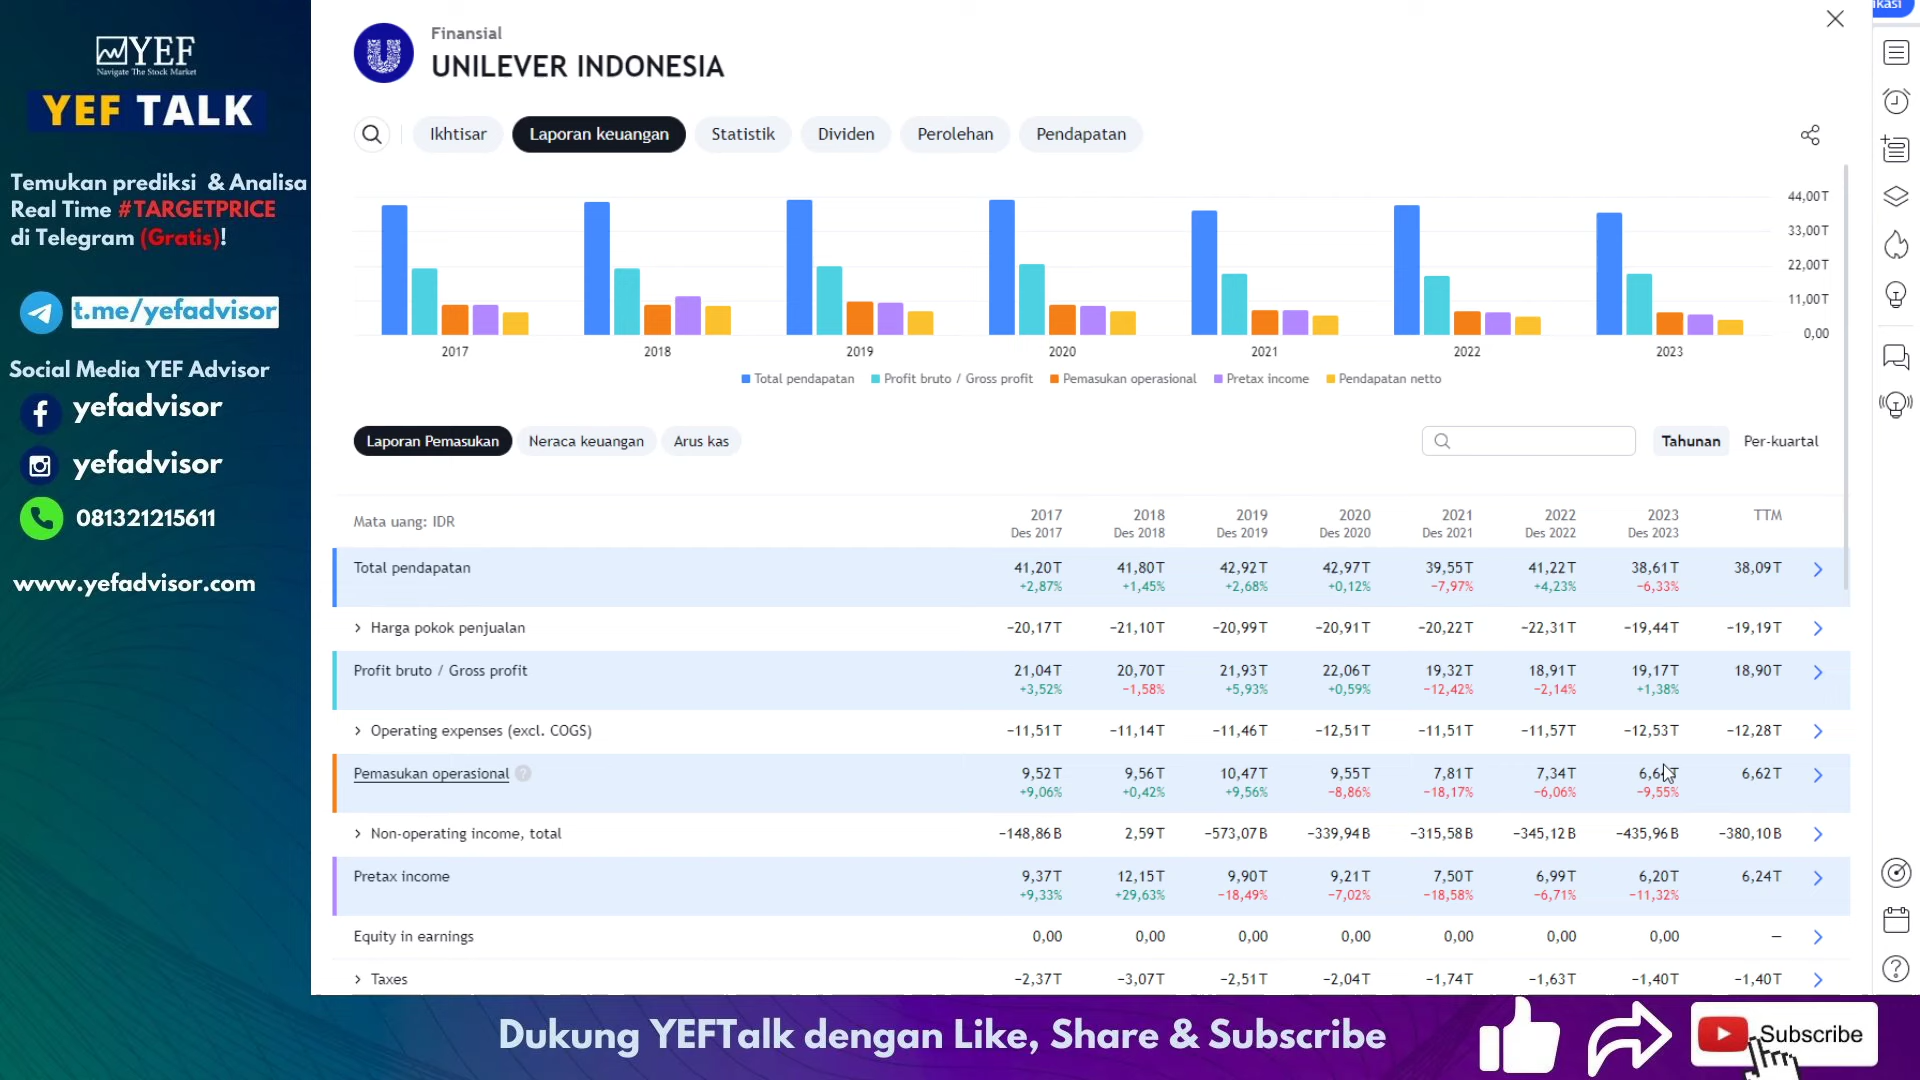 YEF
Navigate The Stock Market
YEF TALK
Temukan prediksi & Analisa
Real Time #TARGETPRICE
di Telegram (Gratis)!
t.me/yefadvisor
Social Media YEF Advisor
yefadvisor
yefadvisor
081321215611
www.yefadvisor.com
Finansial
UNILEVER INDONESIA
Ikhtisar Laporan keuangan Statistik Dividen Perolehan Pendapatan
44,00T
33,00T
22,00T
11,00T
0,00
2017 2018 2019 2020 2021 2022 2023
Total pendapatan Profit bruto / Gross profit Pemasukan operasional Pretax income Pendapatan netto
Laporan Pemasukan Neraca keuangan Arus kas Tahunan Per-kuartal
Mata uang: IDR
2017 2018 2019 2020 2021 2022 2023 TTM
Des 2017 Des 2018 Des 2019 Des 2020 Des 2021 Des 2022 Des 2023
Total pendapatan 41,20T 41,80T 42,92T 42,97T 39,55T 41,22T 38,61T 38,09T
+2,87% +1,45% +2,68% +0,12% −7,97% +4,23% −6,33%
Harga pokok penjualan −20,17T −21,10T −20,99T −20,91T −20,22T −22,31T −19,44T −19,19T
Profit bruto / Gross profit 21,04T 20,70T 21,93T 22,06T 19,32T 18,91T 19,17T 18,90T
+3,52% −1,58% +5,93% +0,59% −12,42% −2,14% +1,38%
Operating expenses (excl. COGS) −11,51T −11,14T −11,46T −12,51T −11,51T −11,57T −12,53T −12,28T
Pemasukan operasional ? 9,52T 9,56T 10,47T 9,55T 7,81T 7,34T 6,62T
+9,06% +0,42% +9,56% −8,86% −18,17% −6,06% −9,55%
Non-operating income, total −148,86B 2,59T −573,07B −339,94B −315,58B −345,12B −435,96B −380,10B
Pretax income 9,37T 12,15T 9,90T 9,21T 7,50T 6,99T 6,20T 6,24T
+9,33% +29,63% −18,49% −7,02% −18,58% −6,71% −11,32%
Equity in earnings 0,00 0,00 0,00 0,00 0,00 0,00 0,00 —
Taxes −2,37T −3,07T −2,51T −2,04T −1,74T −1,63T −1,40T −1,40T
Dukung YEFTalk dengan Like, Share & Subscribe
Subscribe